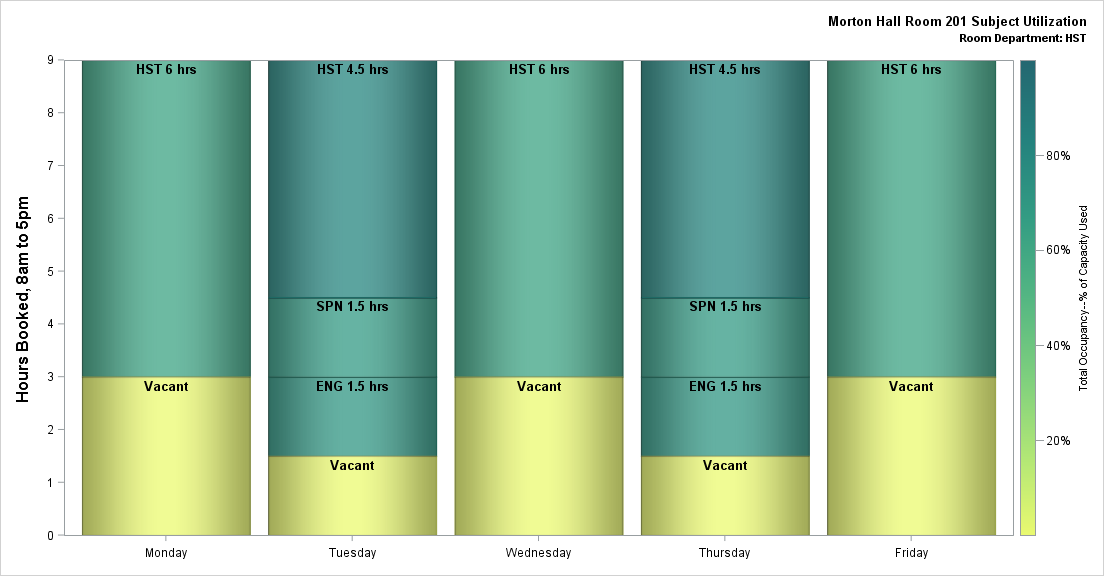 Morton Hall Room 201 Subject Utilization
Room Department: HST
Hours Booked, 8am to 5pm
9
8
7
6
5
4
3
2
1
0
HST 6 hrs
Vacant
HST 4.5 hrs
SPN 1.5 hrs
ENG 1.5 hrs
Vacant
HST 6 hrs
Vacant
HST 4.5 hrs
SPN 1.5 hrs
ENG 1.5 hrs
Vacant
HST 6 hrs
Vacant
Monday
Tuesday
Wednesday
Thursday
Friday
80%
60%
40%
20%
Total Occupancy--% of Capacity Used